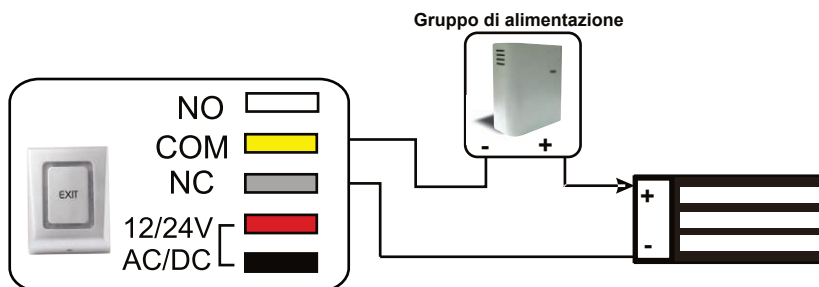 Gruppo di alimentazione
NO
COM
NC
12/24V
AC/DC
EXIT
- +
+
-